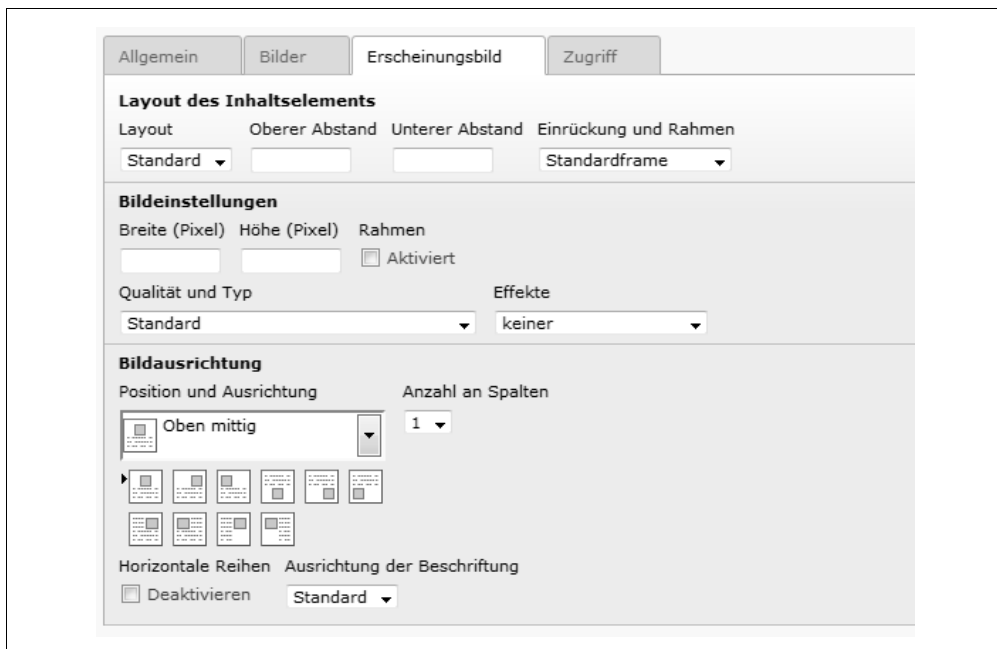 Allgemein Bilder Erscheinungsbild Zugriff
Layout des Inhaltselements
Layout Oberer Abstand Unterer Abstand Einrückung und Rahmen
Standard Standardframe
Bildeinstellungen
Breite (Pixel) Höhe (Pixel) Rahmen
Aktiviert
Qualität und Typ Effekte
Standard keiner
Bildausrichtung
Position und Ausrichtung Anzahl an Spalten
Oben mittig 1
Horizontale Reihen Ausrichtung der Beschriftung
Deaktivieren Standard